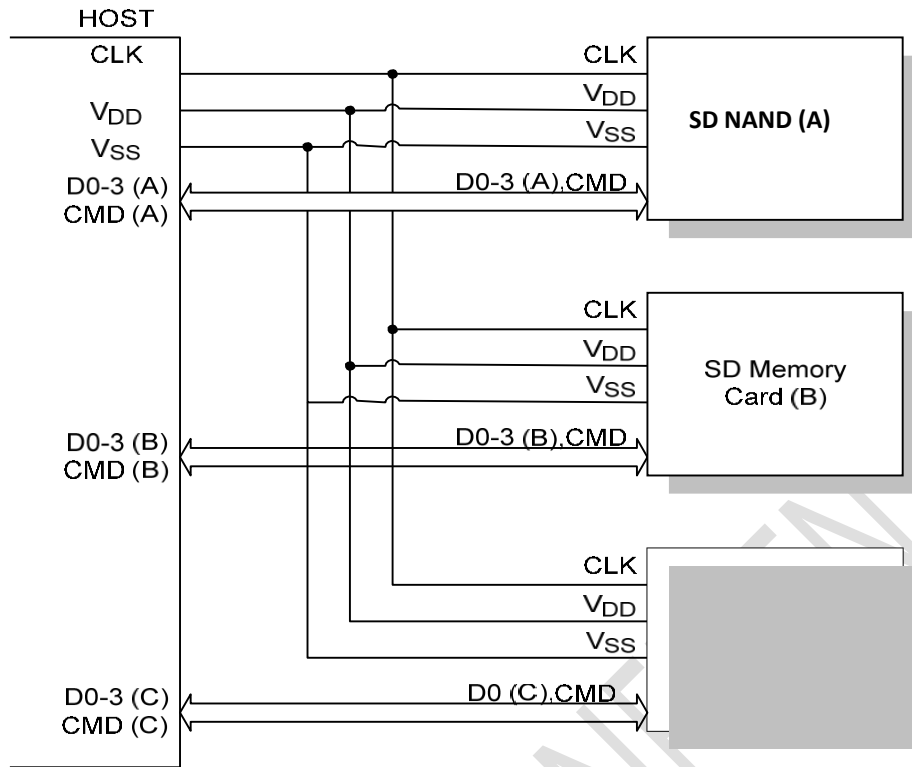 HOST
CLK
VDD
VSS
D0-3 (A)
CMD (A)
CLK
VDD
VSS
D0-3 (A),CMD
SD NAND (A)
CLK
VDD
VSS
D0-3 (B),CMD
SD Memory
Card (B)
D0-3 (B)
CMD (B)
CLK
VDD
VSS
D0 (C),CMD
D0-3 (C)
CMD (C)